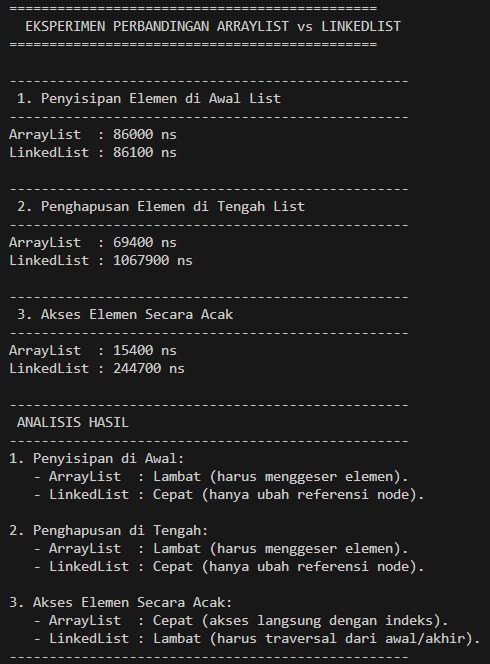 ==============================================
EKSPERIMEN PERBANDINGAN ARRAYLIST vs LINKEDLIST
==============================================
--------------------------------------------------
1. Penyisipan Elemen di Awal List
--------------------------------------------------
ArrayList  : 86000 ns
LinkedList : 86100 ns
--------------------------------------------------
2. Penghapusan Elemen di Tengah List
--------------------------------------------------
ArrayList  : 69400 ns
LinkedList : 1067900 ns
--------------------------------------------------
3. Akses Elemen Secara Acak
--------------------------------------------------
ArrayList  : 15400 ns
LinkedList : 244700 ns
--------------------------------------------------
ANALISIS HASIL
--------------------------------------------------
1. Penyisipan di Awal:
- ArrayList  : Lambat (harus menggeser elemen).
- LinkedList : Cepat (hanya ubah referensi node).
2. Penghapusan di Tengah:
- ArrayList  : Lambat (harus menggeser elemen).
- LinkedList : Cepat (hanya ubah referensi node).
3. Akses Elemen Secara Acak:
- ArrayList  : Cepat (akses langsung dengan indeks).
- LinkedList : Lambat (harus traversal dari awal/akhir).
--------------------------------------------------